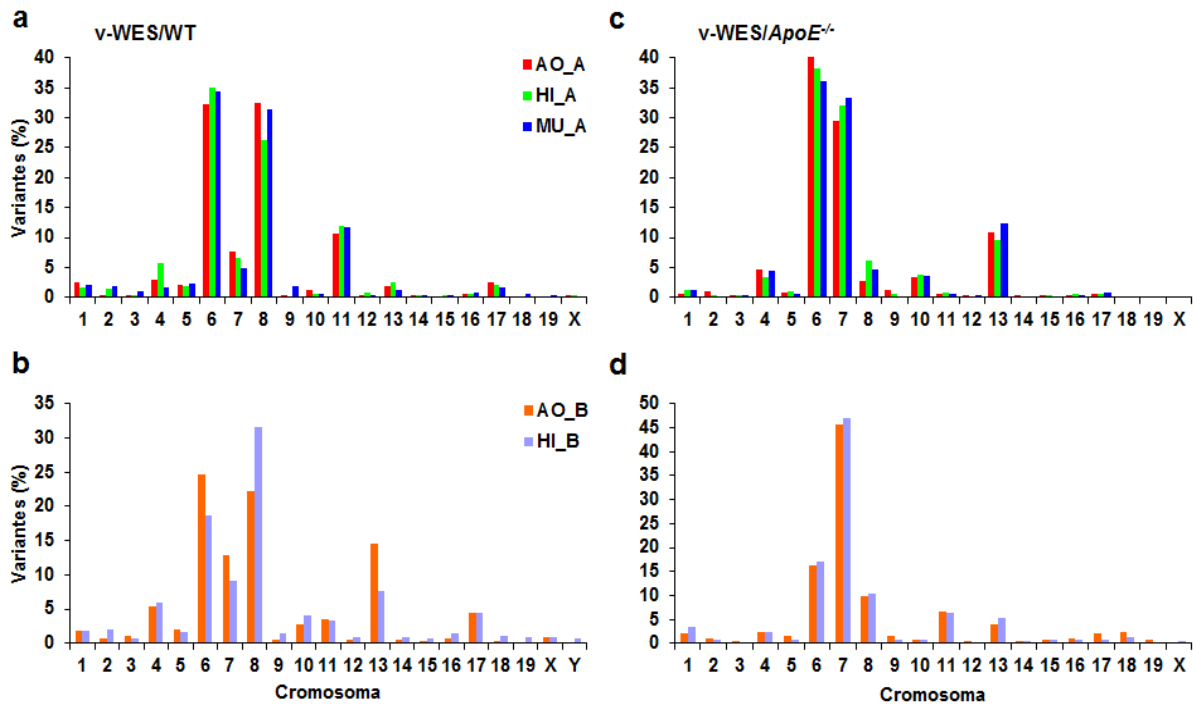 a
v-WES/WT
AO_A
HI_A
MU_A
Variantes (%)
40
35
30
25
20
15
10
5
0
1 2 3 4 5 6 7 8 9 10 11 12 13 14 15 16 17 18 19 X
c
v-WES/ApoE-/-
40
35
30
25
20
15
10
5
0
1 2 3 4 5 6 7 8 9 10 11 12 13 14 15 16 17 18 19 X
b
AO_B
HI_B
Variantes (%)
35
30
25
20
15
10
5
0
1 2 3 4 5 6 7 8 9 10 11 12 13 14 15 16 17 18 19 X Y
Cromosoma
d
50
45
40
35
30
25
20
15
10
5
0
1 2 3 4 5 6 7 8 9 10 11 12 13 14 15 16 17 18 19 X
Cromosoma